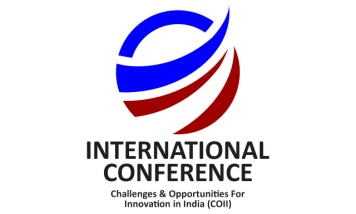 INTERNATIONAL
CONFERENCE
Challenges & Opportunities For
Innovation in India (COII)